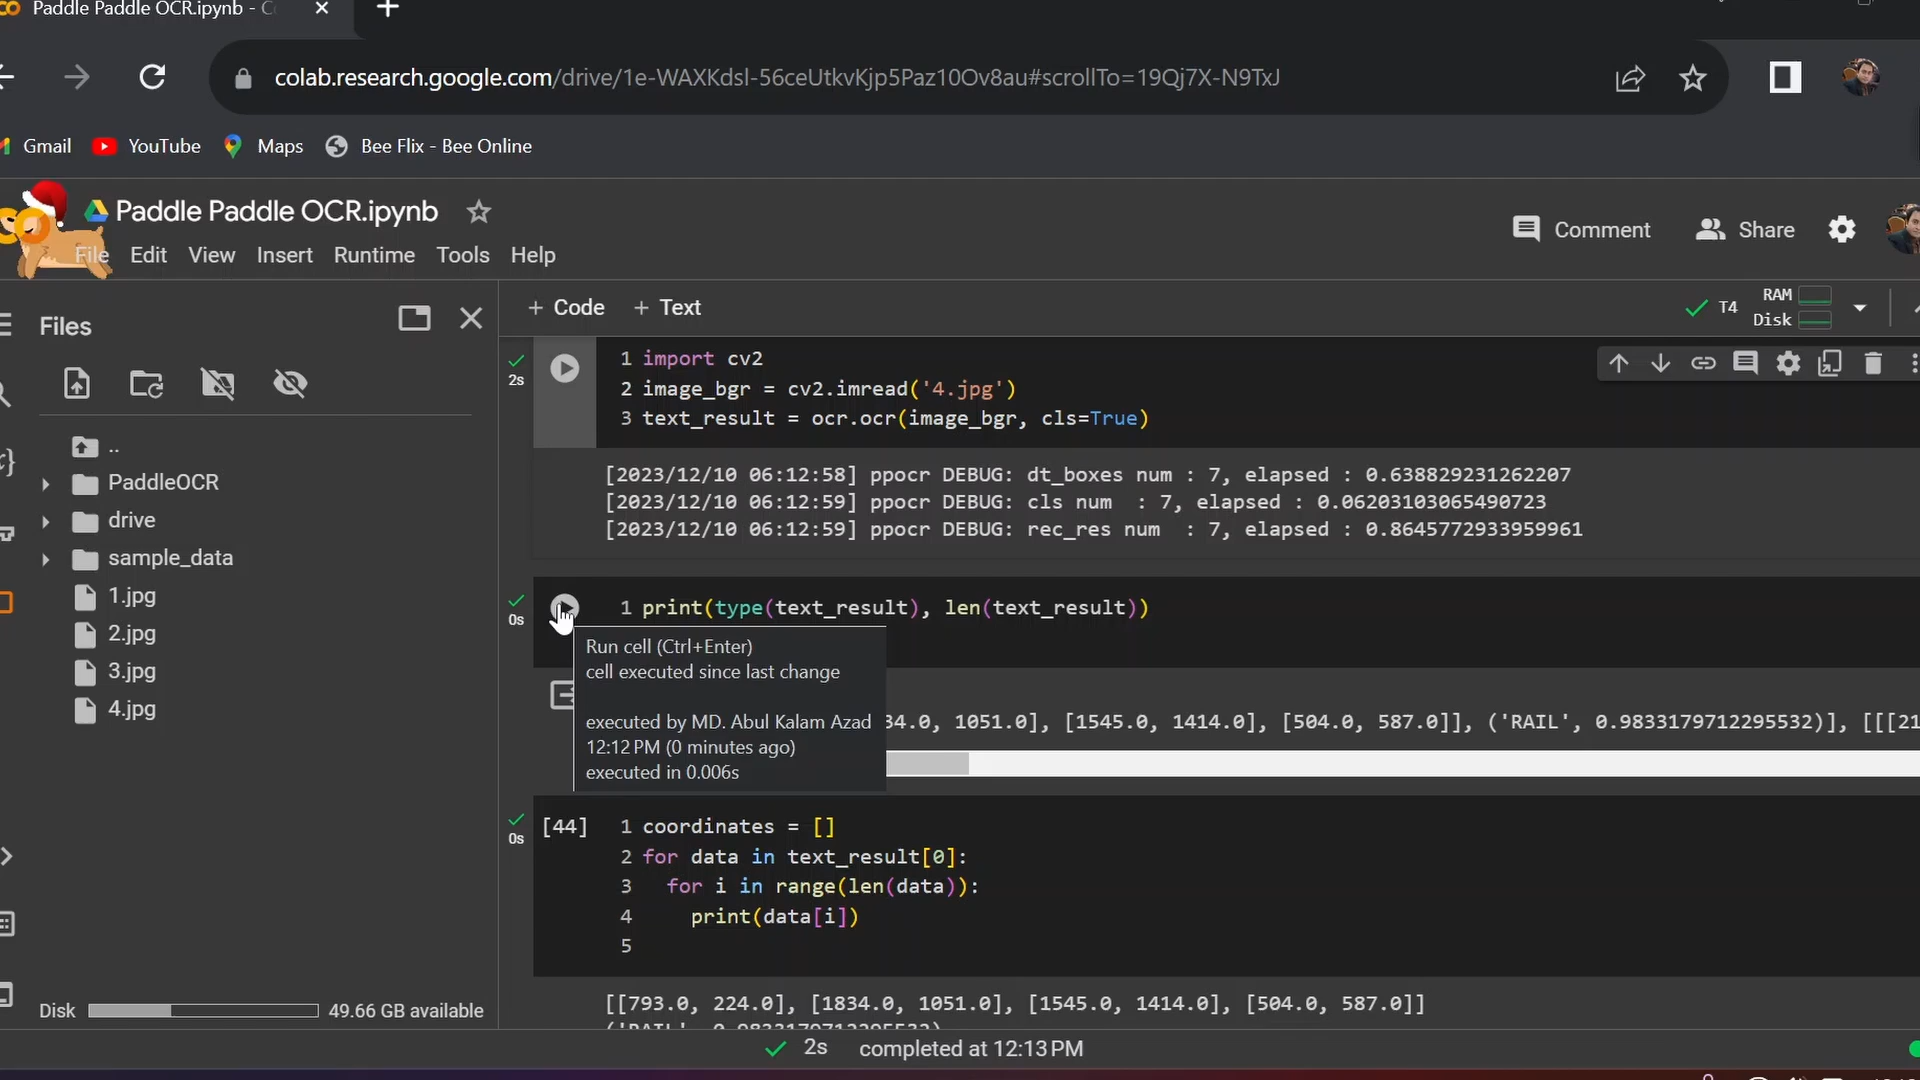 Paddle Paddle OCR.ipynb - C
colab.research.google.com/drive/1e-WAXKdsl-56ceUtkvKjp5Paz10Ov8au#scrollTo=19Qj7X-N9TxJ
Gmail YouTube Maps Bee Flix - Bee Online
Paddle Paddle OCR.ipynb
File Edit View Insert Runtime Tools Help
Comment Share
Files
+ Code + Text
T4 RAM
Disk
..
PaddleOCR
drive
sample_data
1.jpg
2.jpg
3.jpg
4.jpg
Disk 49.66 GB available
2s
1 import cv2
2 image_bgr = cv2.imread('4.jpg')
3 text_result = ocr.ocr(image_bgr, cls=True)
[2023/12/10 06:12:58] ppocr DEBUG: dt_boxes num : 7, elapsed : 0.638829231262207
[2023/12/10 06:12:59] ppocr DEBUG: cls num  : 7, elapsed : 0.06203103065490723
[2023/12/10 06:12:59] ppocr DEBUG: rec_res num  : 7, elapsed : 0.8645772933959961
0s
1 print(type(text_result), len(text_result))
Run cell (Ctrl+Enter)
cell executed since last change
executed by MD. Abul Kalam Azad
12:12 PM (0 minutes ago)
executed in 0.006s
34.0, 1051.0], [1545.0, 1414.0], [504.0, 587.0]], ('RAIL', 0.9833179712295532)], [[[21
0s
[44]
1 coordinates = []
2 for data in text_result[0]:
3   for i in range(len(data)):
4     print(data[i])
5
[[793.0, 224.0], [1834.0, 1051.0], [1545.0, 1414.0], [504.0, 587.0]]
('RAIL', 0.9833179712295532)
2s completed at 12:13 PM